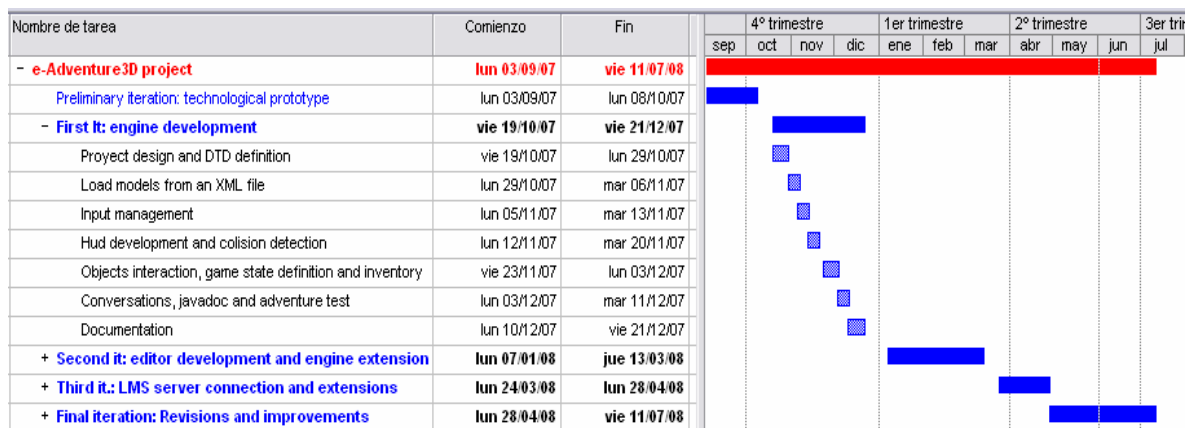 Nombre de tarea Comienzo Fin 4º trimestre 1er trimestre 2º trimestre 3er tri
sep oct nov dic ene feb mar abr may jun jul
− e-Adventure3D project lun 03/09/07 vie 11/07/08
Preliminary iteration: technological prototype lun 03/09/07 lun 08/10/07
− First It: engine development vie 19/10/07 vie 21/12/07
Proyect design and DTD definition vie 19/10/07 lun 29/10/07
Load models from an XML file lun 29/10/07 mar 06/11/07
Input management lun 05/11/07 mar 13/11/07
Hud development and colision detection lun 12/11/07 mar 20/11/07
Objects interaction, game state definition and inventory vie 23/11/07 lun 03/12/07
Conversations, javadoc and adventure test lun 03/12/07 mar 11/12/07
Documentation lun 10/12/07 vie 21/12/07
+ Second it: editor development and engine extension lun 07/01/08 jue 13/03/08
+ Third it.: LMS server connection and extensions lun 24/03/08 lun 28/04/08
+ Final iteration: Revisions and improvements lun 28/04/08 vie 11/07/08